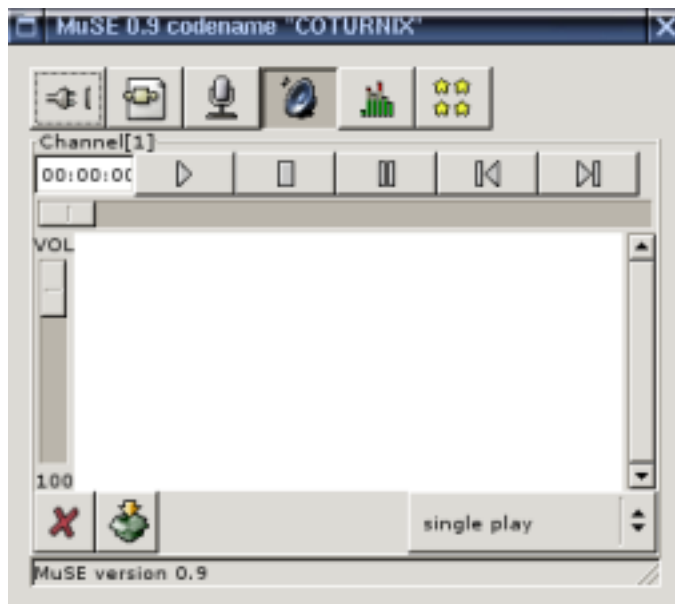 MuSE 0.9 codename "COTURNIX"
Channel[1]
00:00:00
VOL
100
single play
MuSE version 0.9